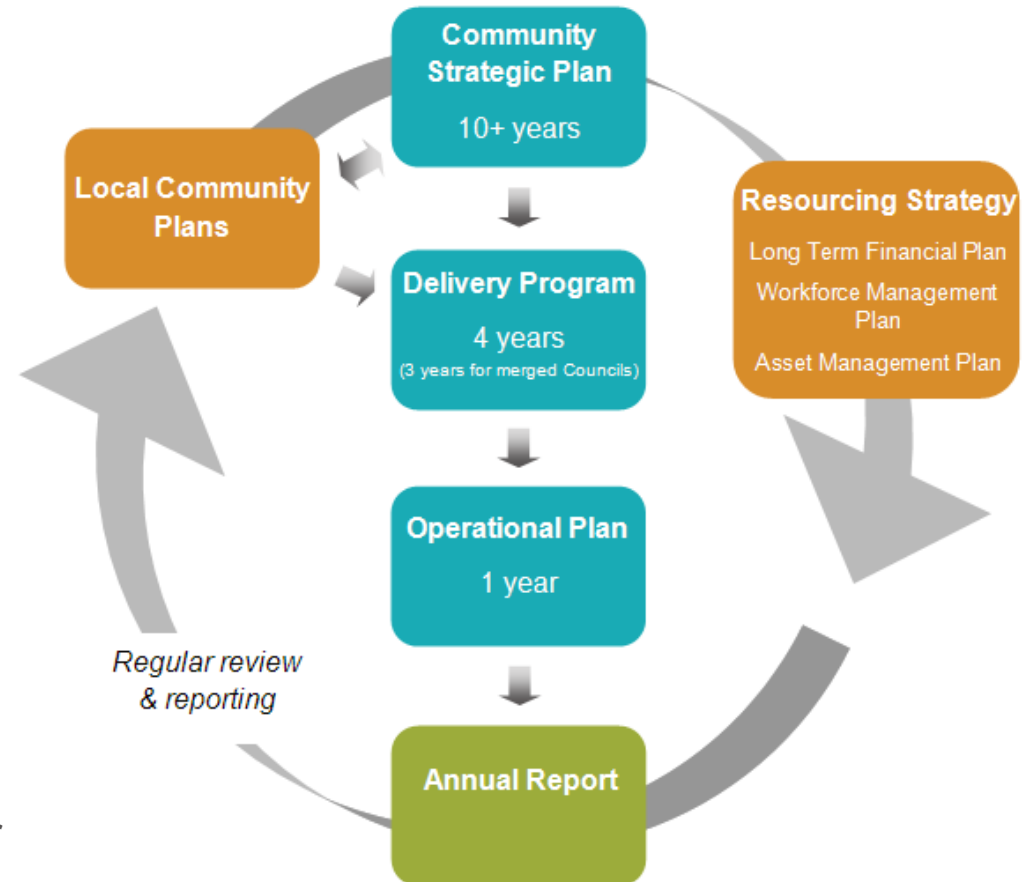 Community
Strategic Plan
10+ years
Local Community
Plans
Resourcing Strategy
Long Term Financial Plan
Workforce Management
Plan
Asset Management Plan
Delivery Program
4 years
(3 years for merged Councils)
Operational Plan
1 year
Regular review
& reporting
Annual Report